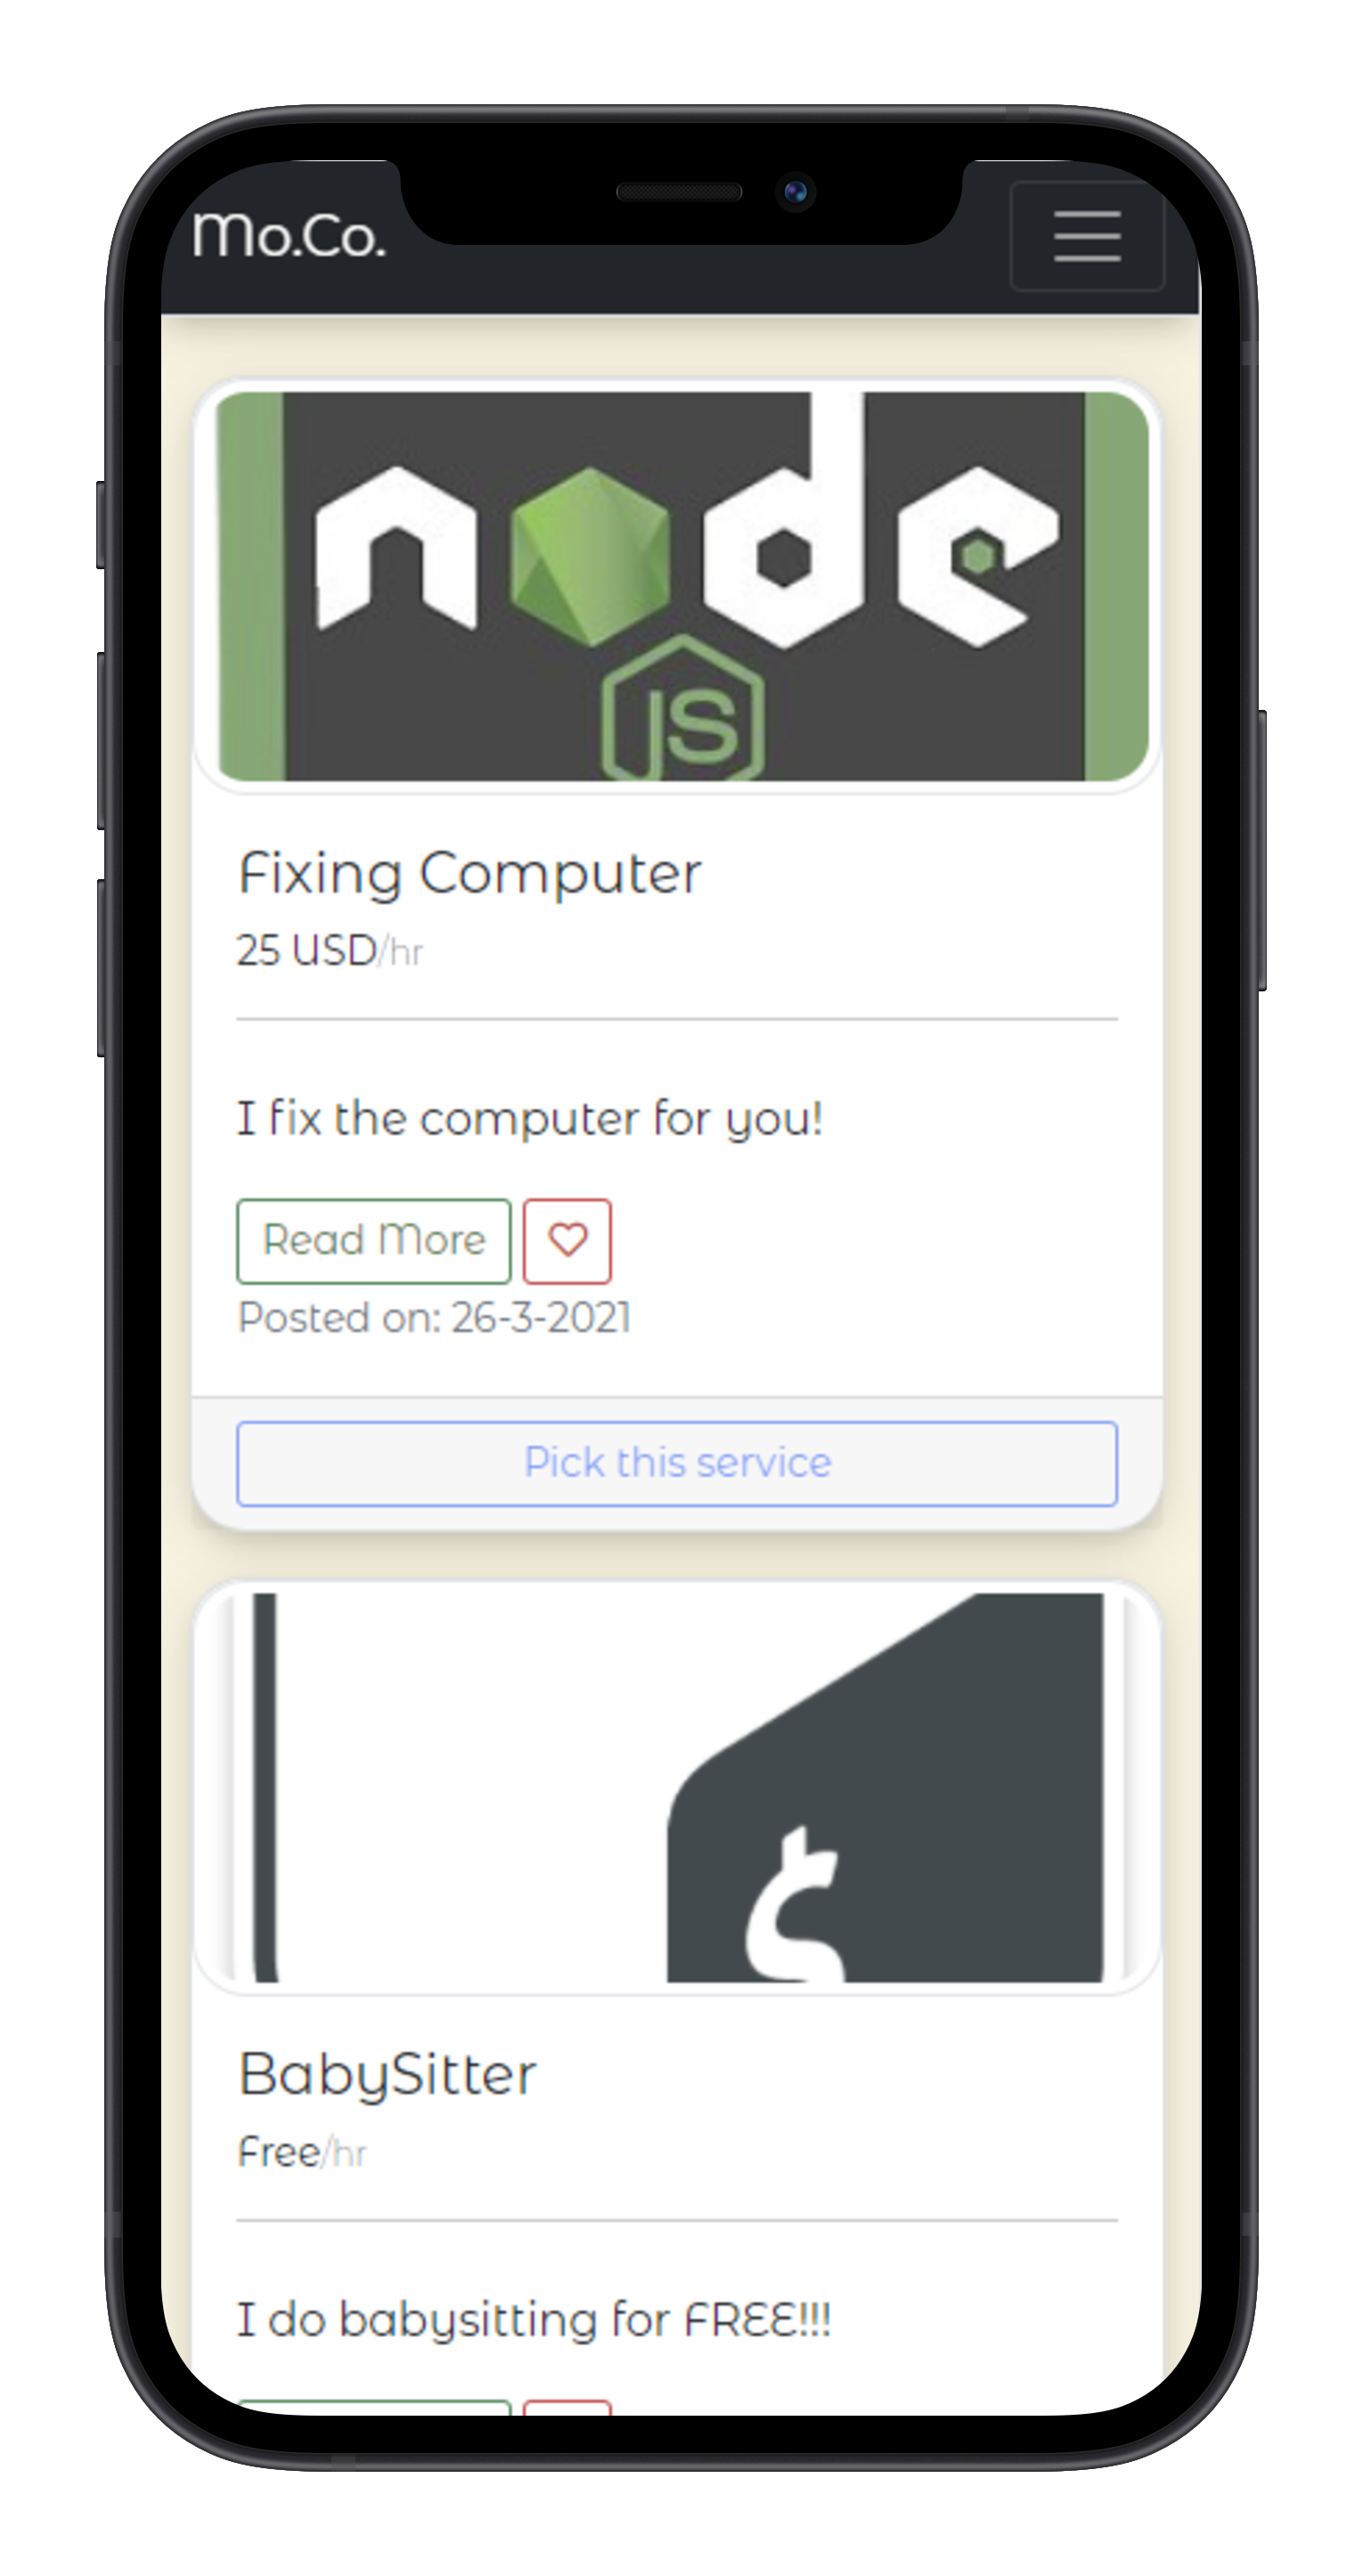 Mo.Co.
node
JS
Fixing Computer
25 USD/hr
I fix the computer for you!
Read More
Posted on: 26-3-2021
Pick this service
BabySitter
Free/hr
I do babysitting for FREE!!!